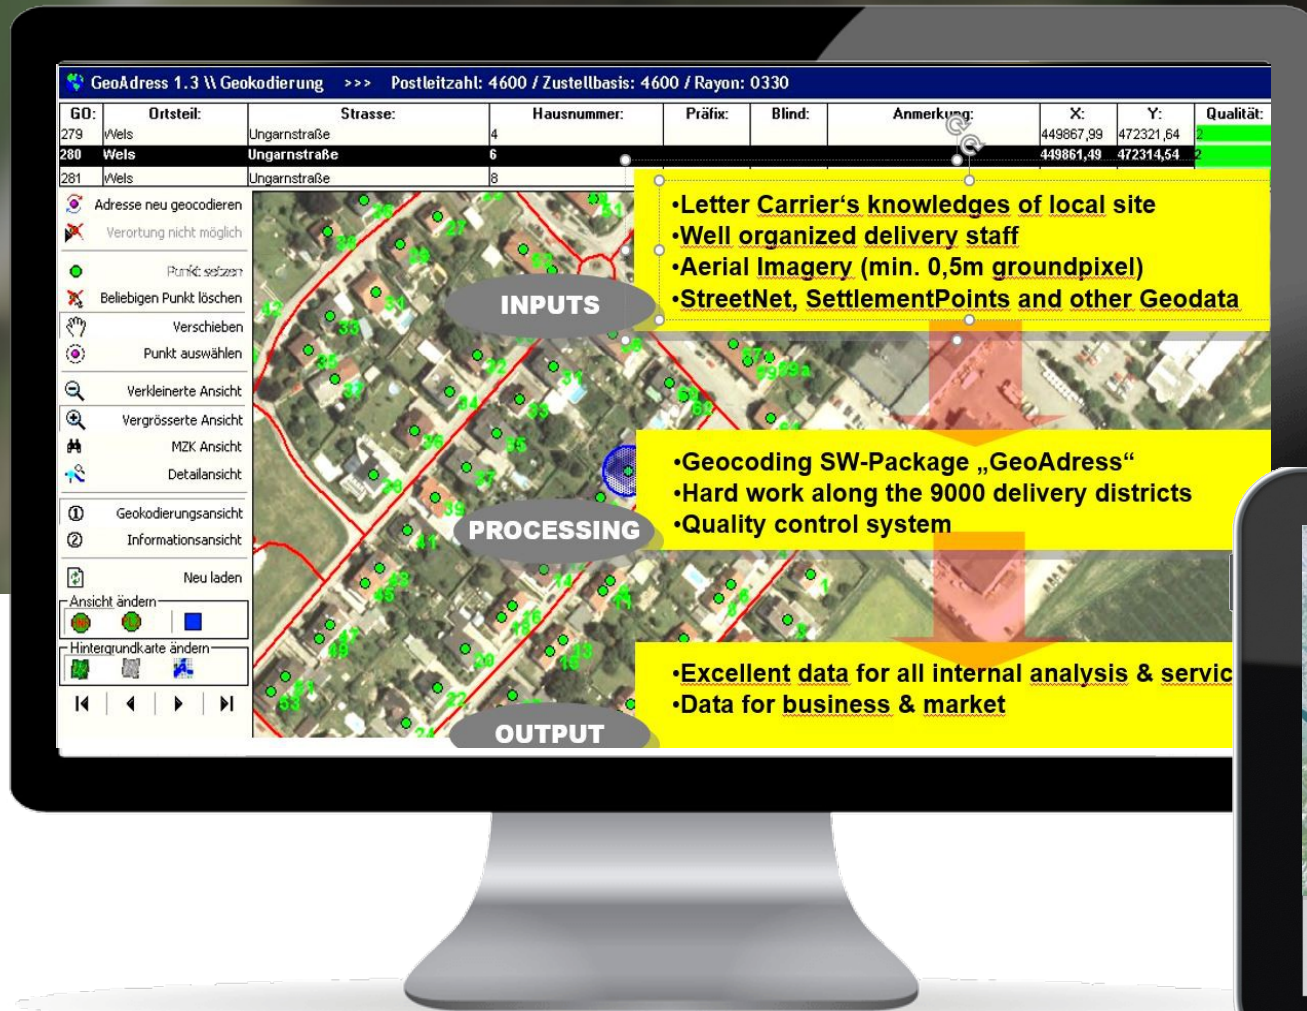 GeoAdress 1.3 \\ Geokodierung >>> Postleitzahl: 4600 / Zustellbasis: 4600 / Rayon: 0330
GO: Ortsteil: Strasse: Hausnummer: Präfix: Blind: Anmerkung: X: Y: Qualität:
279 Wels Ungarnstraße 4 449867,99 472321,64 2
280 Wels Ungarnstraße 6 449861,49 472314,54 2
281 Wels Ungarnstraße 8
Adresse neu geocodieren
Verortung nicht möglich
Punkt setzen
Beliebigen Punkt löschen
Verschieben
Punkt auswählen
Verkleinerte Ansicht
Vergrösserte Ansicht
MZK Ansicht
Detailansicht
① Geokodierungsansicht
② Informationsansicht
Neu laden
Ansicht ändern
Hintergrundkarte ändern
INPUTS
•Letter Carrier‘s knowledges of local site
•Well organized delivery staff
•Aerial Imagery (min. 0,5m groundpixel)
•StreetNet, SettlementPoints and other Geodata
PROCESSING
•Geocoding SW-Package „GeoAdress“
•Hard work along the 9000 delivery districts
•Quality control system
OUTPUT
•Excellent data for all internal analysis & servic
•Data for business & market